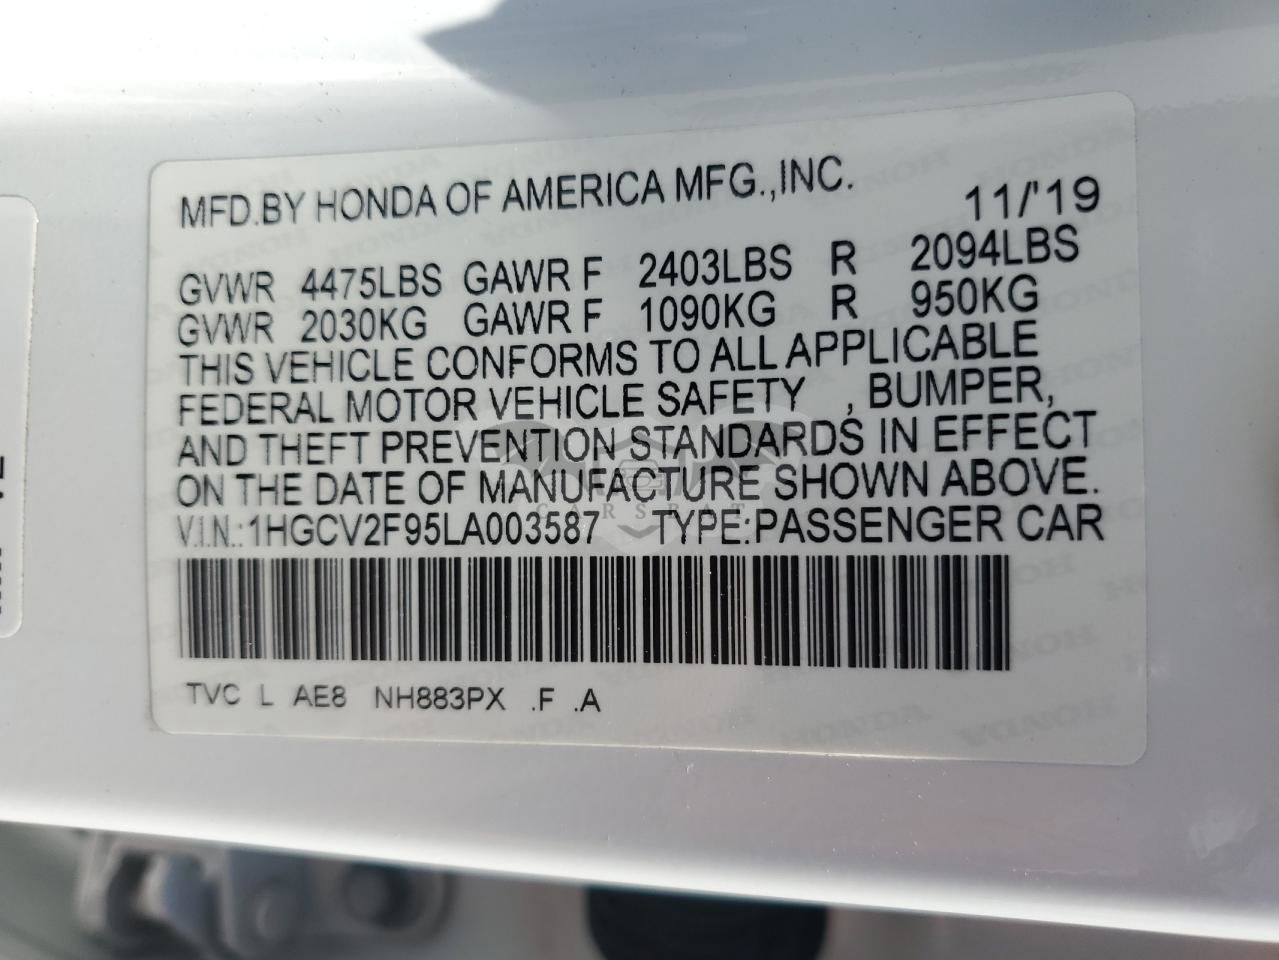 MFD.BY HONDA OF AMERICA MFG.,INC. 11/'19
GVWR 4475LBS GAWR F 2403LBS R 2094LBS
GVWR 2030KG GAWR F 1090KG R 950KG
THIS VEHICLE CONFORMS TO ALL APPLICABLE
FEDERAL MOTOR VEHICLE SAFETY , BUMPER,
AND THEFT PREVENTION STANDARDS IN EFFECT
ON THE DATE OF MANUFACTURE SHOWN ABOVE.
V.I.N.:1HGCV2F95LA003587 TYPE:PASSENGER CAR
TVC L AE8 NH883PX .F .A